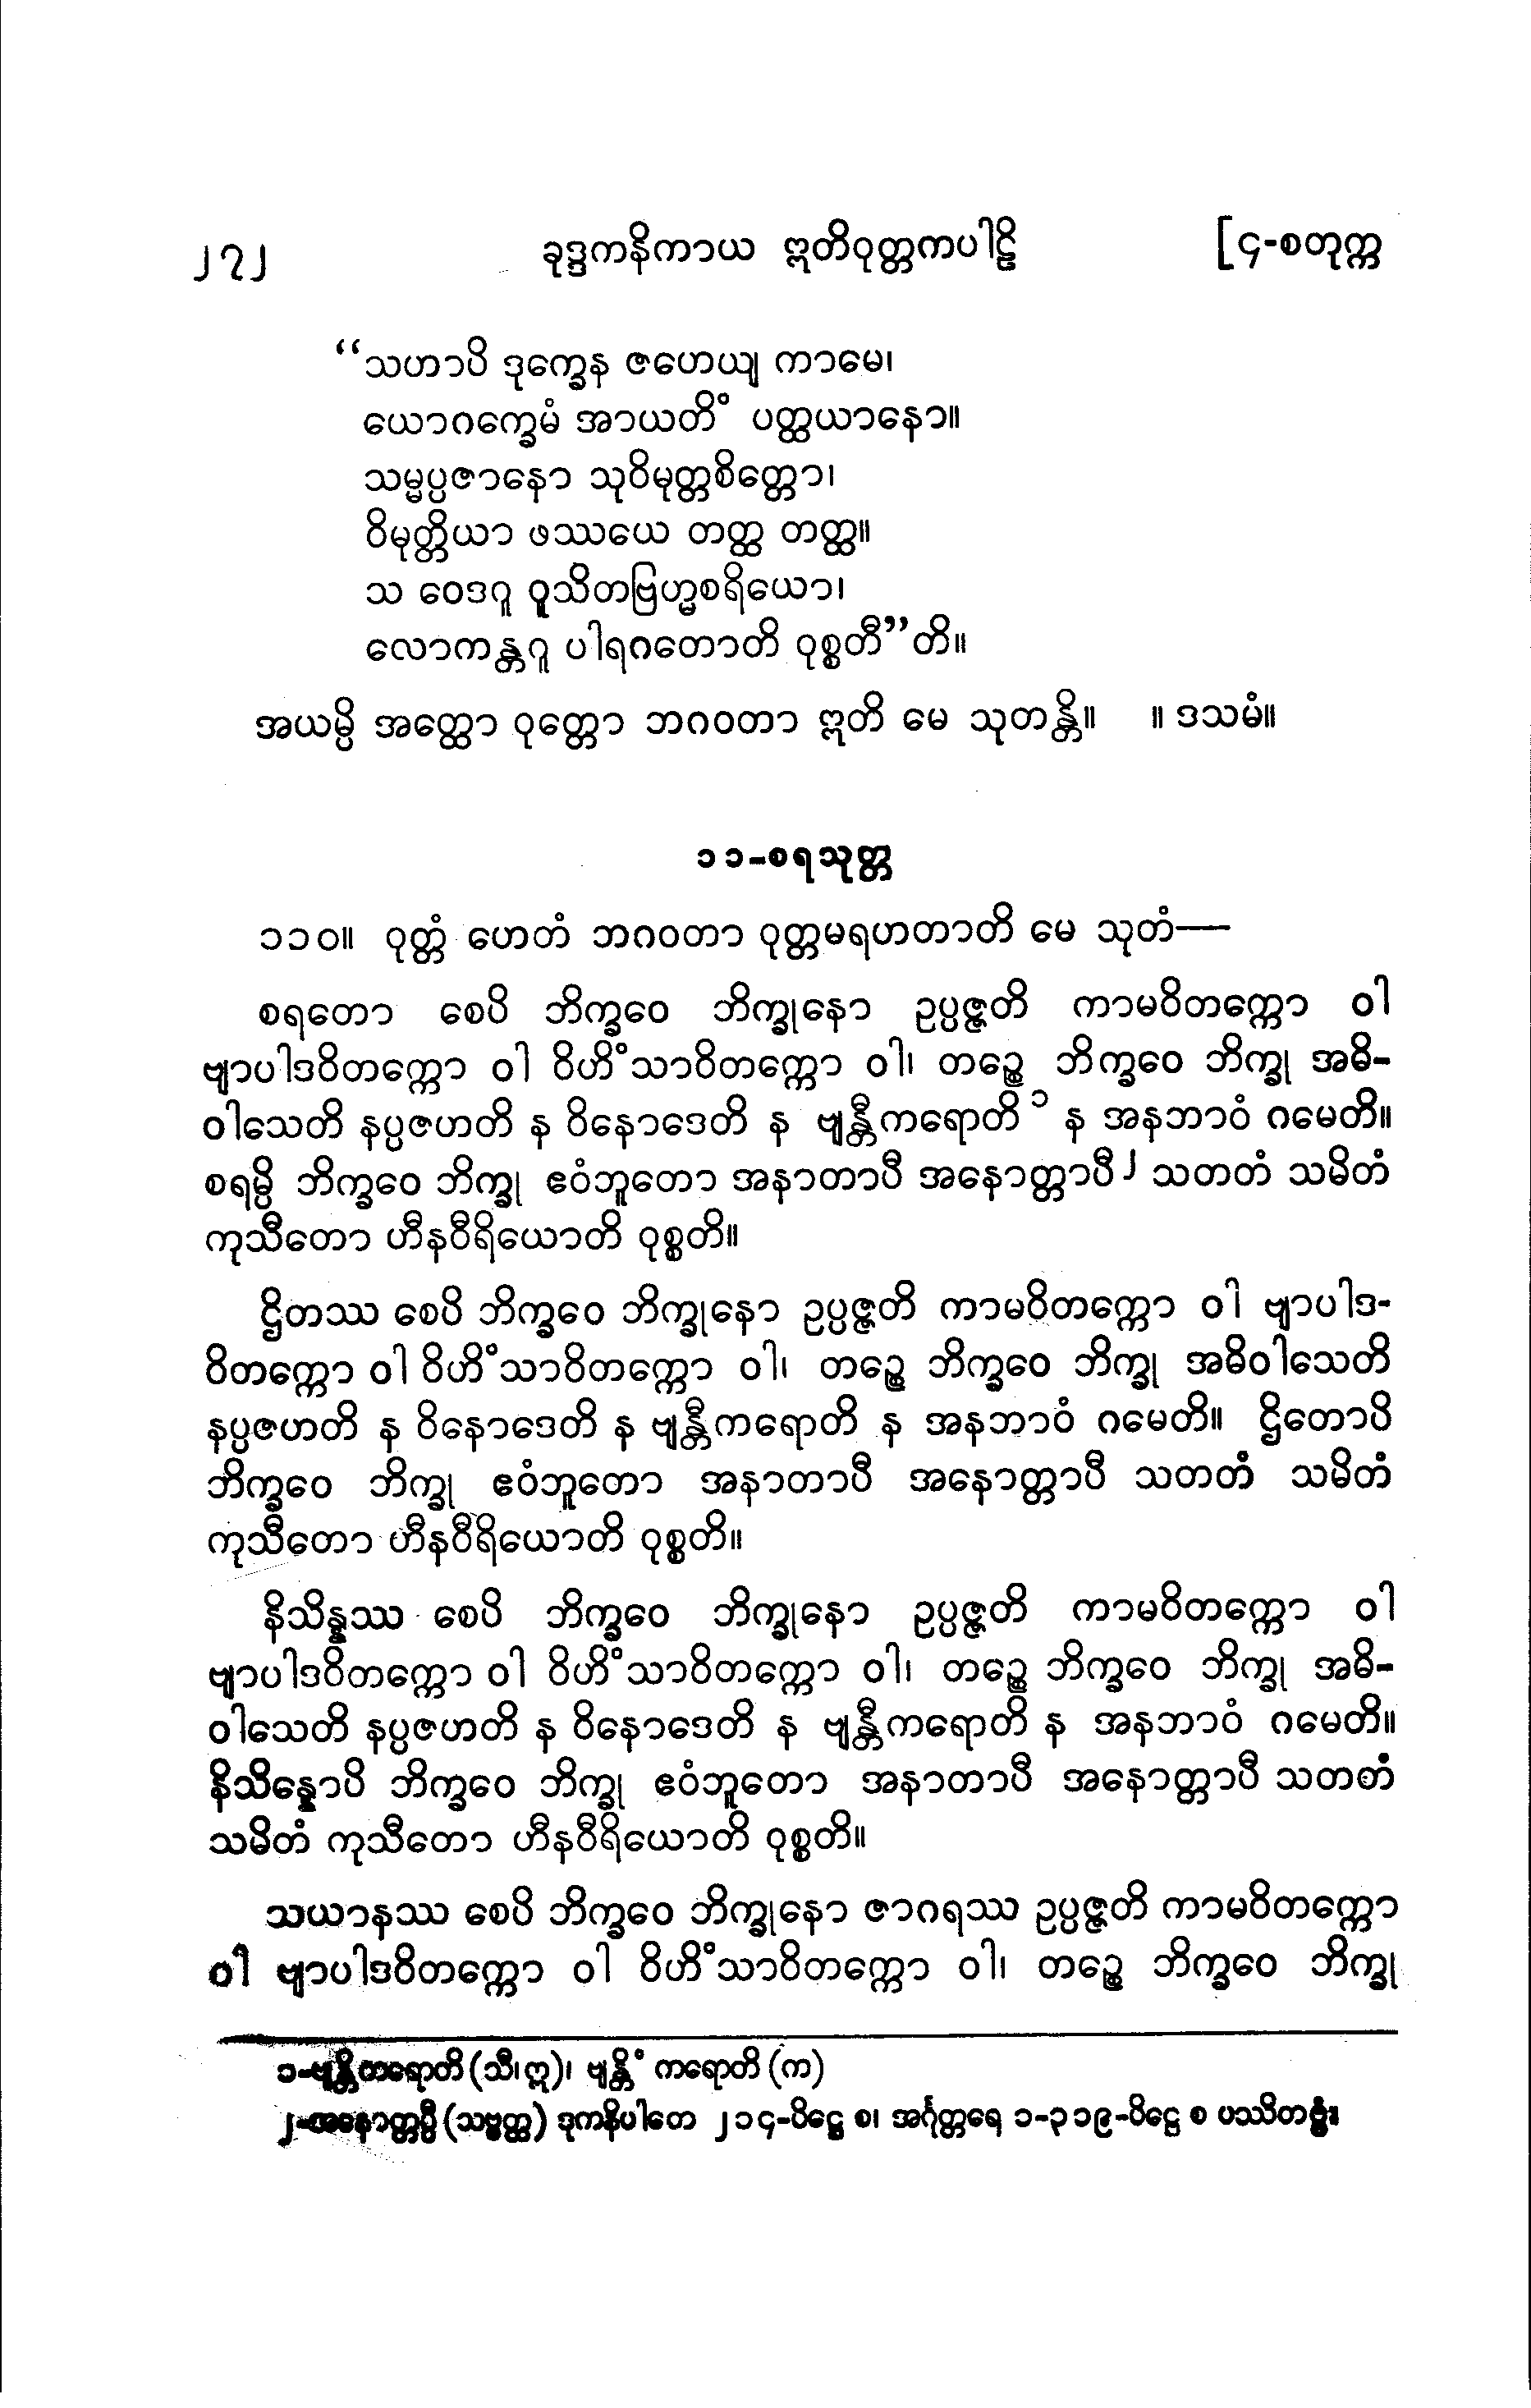 ၂၇၂ ခုဒ္ဒကနိကာယ ဣတိဝုတ္တကပါဠိ [၄-စတုက္က
“သဟာပိ ဒုက္ခေန ဇဟေယျ ကာမေ၊
ယောဂက္ခေမံ အာယတိံ ပတ္ထယာနော။
သမ္မပ္ပဇာနော သုဝိမုတ္တစိတ္တော၊
ဝိမုတ္တိယာ ဖဿယေ တတ္ထ တတ္ထ။
သ ဝေဒဂူ ဝူသိတဗြဟ္မစရိယော၊
လောကန္တဂူ ပါရဂတောတိ ဝုစ္စတီ”တိ။
အယမ္ပိ အတ္ထော ဝုတ္တော ဘဂဝတာ ဣတိ မေ သုတန္တိ။ ။ ဒသမံ။
၁၁-စရသုတ္တ
၁၁၀။ ဝုတ္တံ ဟေတံ ဘဂဝတာ ဝုတ္တမရဟတာတိ မေ သုတံ—
စရတော စေပိ ဘိက္ခဝေ ဘိက္ခုနော ဥပ္ပဇ္ဇတိ ကာမဝိတက္ကော ဝါ
ဗျာပါဒဝိတက္ကော ဝါ ဝိဟိံသာဝိတက္ကော ဝါ၊ တဉ္စေ ဘိက္ခဝေ ဘိက္ခု အဓိ-
ဝါသေတိ နပ္ပဇဟတိ န ဝိနောဒေတိ န ဗျန္တီကရောတိ ၁ န အနဘာဝံ ဂမေတိ။
စရမ္ပိ ဘိက္ခဝေ ဘိက္ခု ဧဝံဘူတော အနာတာပီ အနောတ္တာပီ ၂ သတတံ သမိတံ
ကုသီတော ဟီနဝီရိယောတိ ဝုစ္စတိ။
ဌိတဿ စေပိ ဘိက္ခဝေ ဘိက္ခုနော ဥပ္ပဇ္ဇတိ ကာမဝိတက္ကော ဝါ ဗျာပါဒ-
ဝိတက္ကော ဝါ ဝိဟိံသာဝိတက္ကော ဝါ၊ တဉ္စေ ဘိက္ခဝေ ဘိက္ခု အဓိဝါသေတိ
နပ္ပဇဟတိ န ဝိနောဒေတိ န ဗျန္တီကရောတိ န အနဘာဝံ ဂမေတိ။ ဌိတောပိ
ဘိက္ခဝေ ဘိက္ခု ဧဝံဘူတော အနာတာပီ အနောတ္တာပီ သတတံ သမိတံ
ကုသီတော ဟီနဝီရိယောတိ ဝုစ္စတိ။
နိသိန္နဿ စေပိ ဘိက္ခဝေ ဘိက္ခုနော ဥပ္ပဇ္ဇတိ ကာမဝိတက္ကော ဝါ
ဗျာပါဒဝိတက္ကော ဝါ ဝိဟိံသာဝိတက္ကော ဝါ၊ တဉ္စေ ဘိက္ခဝေ ဘိက္ခု အဓိ-
ဝါသေတိ နပ္ပဇဟတိ န ဝိနောဒေတိ န ဗျန္တီကရောတိ န အနဘာဝံ ဂမေတိ။
နိသိန္နောပိ ဘိက္ခဝေ ဘိက္ခု ဧဝံဘူတော အနာတာပီ အနောတ္တာပီ သတတံ
သမိတံ ကုသီတော ဟီနဝီရိယောတိ ဝုစ္စတိ။
သယာနဿ စေပိ ဘိက္ခဝေ ဘိက္ခုနော ဇာဂရဿ ဥပ္ပဇ္ဇတိ ကာမဝိတက္ကော
ဝါ ဗျာပါဒဝိတက္ကော ဝါ ဝိဟိံသာဝိတက္ကော ဝါ၊ တဉ္စေ ဘိက္ခဝေ ဘိက္ခု
၁-ဗျန္တိကရောတိ (သီ၊ဣ)၊ ဗျန္တိံ ကရောတိ (က)
၂-အနောတ္တပ္ပီ (သဗ္ဗတ္ထ) ဒုကနိပါတေ ၂၁၄-ပိဋ္ဌေ စ၊ အင်္ဂုတ္တရေ ၁-၃၁၉-ပိဋ္ဌေ စ ပဿိတဗ္ဗံ။